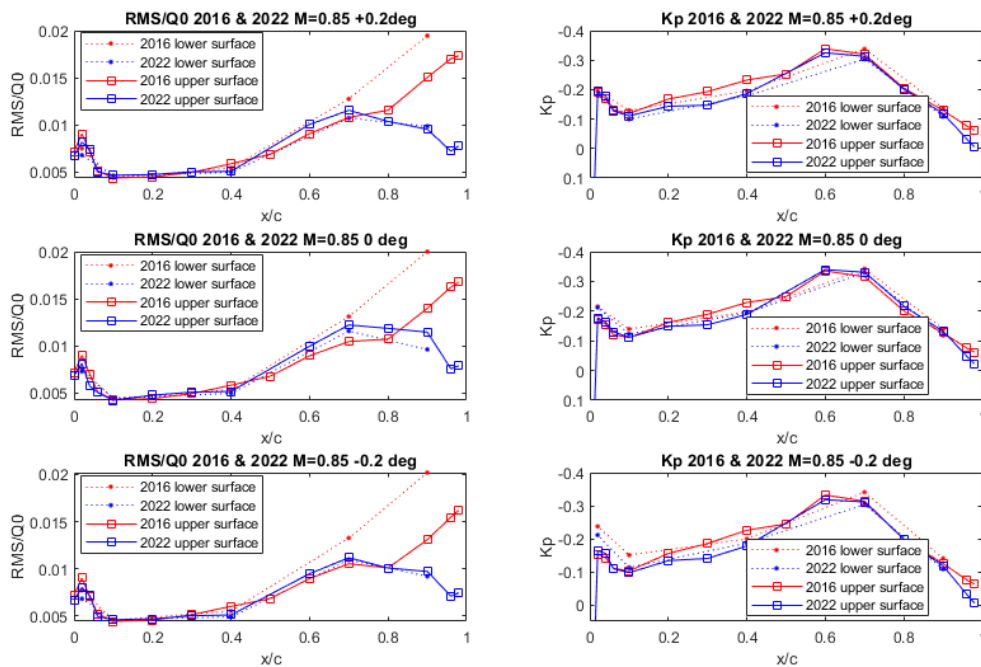 RMS/Q0 2016 & 2022 M=0.85 +0.2deg
0.02
0.015
0.01
0.005
RMS/Q0
2016 lower surface
2022 lower surface
2016 upper surface
2022 upper surface
0 0.2 0.4 0.6 0.8 1
x/c
Kp 2016 & 2022 M=0.85 +0.2deg
-0.4
-0.3
-0.2
-0.1
0
0.1
Kp
2016 lower surface
2022 lower surface
2016 upper surface
2022 upper surface
0 0.2 0.4 0.6 0.8 1
x/c
RMS/Q0 2016 & 2022 M=0.85 0 deg
0.02
0.015
0.01
0.005
RMS/Q0
2016 lower surface
2022 lower surface
2016 upper surface
2022 upper surface
0 0.2 0.4 0.6 0.8 1
x/c
Kp 2016 & 2022 M=0.85 0 deg
-0.4
-0.3
-0.2
-0.1
0
0.1
Kp
2016 lower surface
2022 lower surface
2016 upper surface
2022 upper surface
0 0.2 0.4 0.6 0.8 1
x/c
RMS/Q0 2016 & 2022 M=0.85 -0.2 deg
0.02
0.015
0.01
0.005
RMS/Q0
2016 lower surface
2022 lower surface
2016 upper surface
2022 upper surface
0 0.2 0.4 0.6 0.8 1
x/c
Kp 2016 & 2022 M=0.85 -0.2 deg
-0.4
-0.3
-0.2
-0.1
0
Kp
2016 lower surface
2022 lower surface
2016 upper surface
2022 upper surface
0 0.2 0.4 0.6 0.8 1
x/c